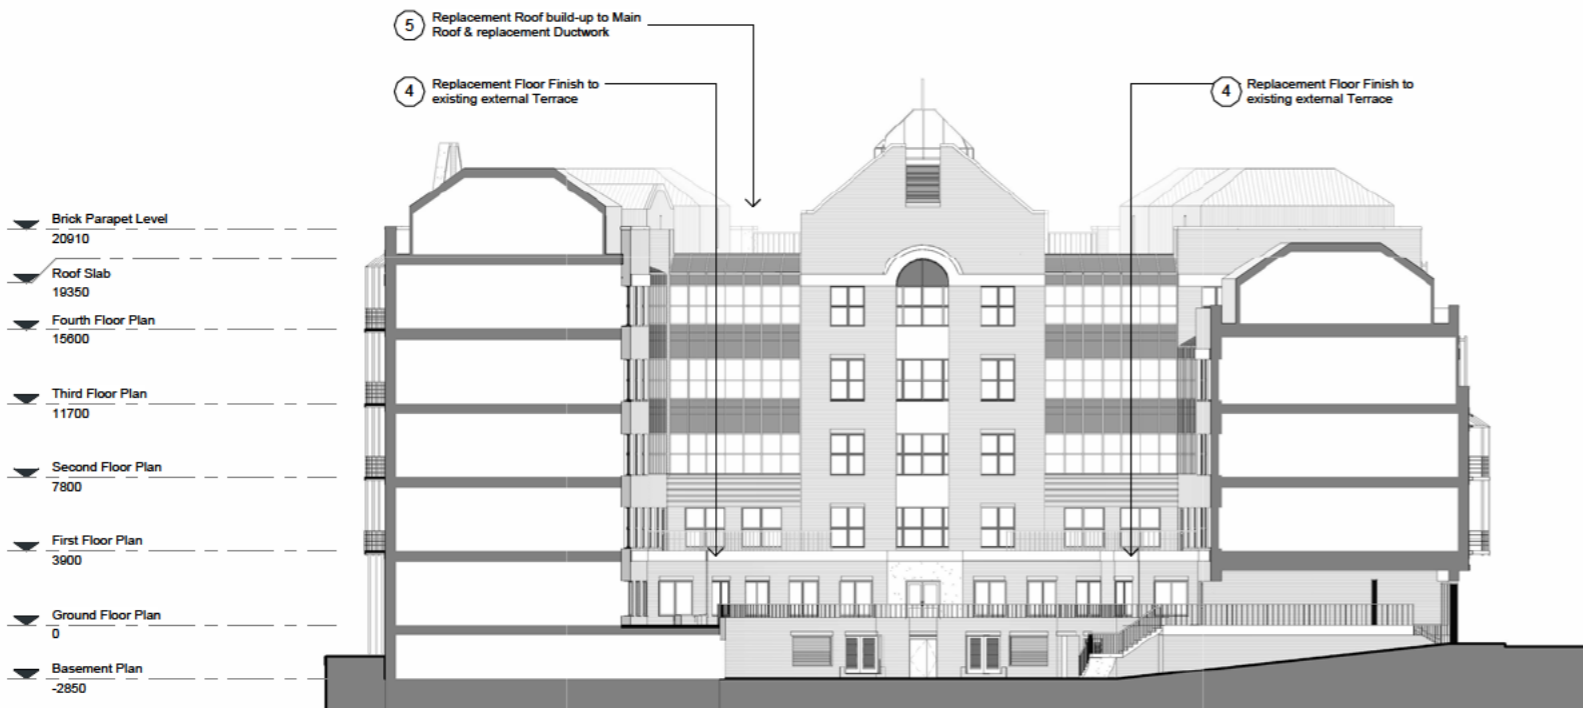 5
Replacement Roof build-up to Main
Roof & replacement Ductwork
4
Replacement Floor Finish to
existing external Terrace
4
Replacement Floor Finish to
existing external Terrace
Brick Parapet Level
20910
Roof Slab
19350
Fourth Floor Plan
15600
Third Floor Plan
11700
Second Floor Plan
7800
First Floor Plan
3900
Ground Floor Plan
0
Basement Plan
-2850